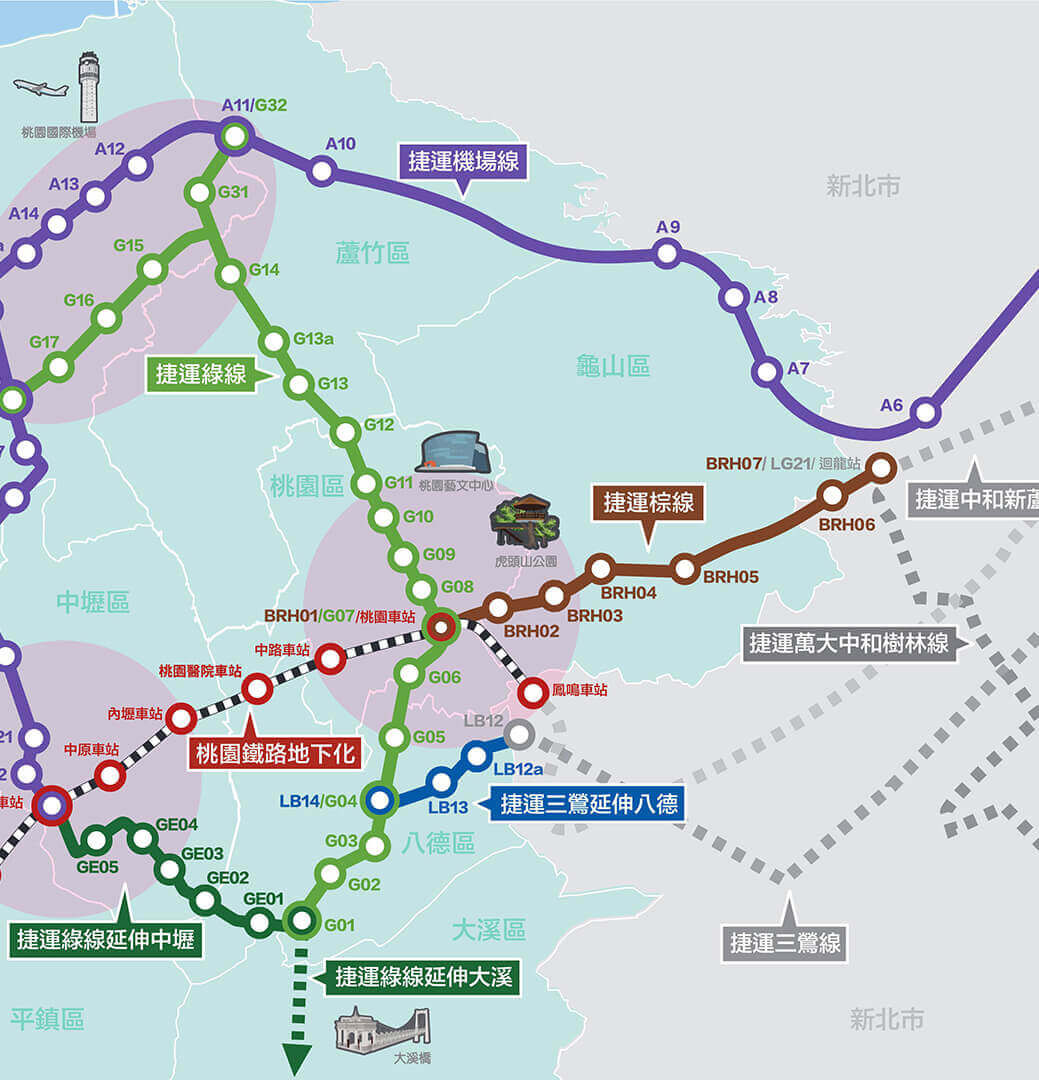 桃園國際機場
A11/G32
A12
A10
捷運機場線
A13
A14
a
G31
新北市
A9
蘆竹區
G15
G14
A8
G16
G13a
G17
捷運綠線
龜山區
A7
G13
A6
G12
BRH07/ LG21/ 迴龍站
桃園區
G11
桃園藝文中心
捷運棕線
捷運中和新蘆
G10
BRH06
虎頭山公園
G09
BRH05
G08
BRH04
中壢區
BRH01/G07/桃園車站
BRH03
BRH02
捷運萬大中和樹林線
中路車站
桃園醫院車站
G06
鳳鳴車站
內壢車站
LB12
21
中原車站
桃園鐵路地下化
G05
LB12a
2
車站
LB14/G04
LB13
捷運三鶯延伸八德
GE04
G03
八德區
GE03
GE05
GE02
G02
GE01
G01
大溪區
捷運綠線延伸中壢
捷運三鶯線
捷運綠線延伸大溪
平鎮區
新北市
大溪橋